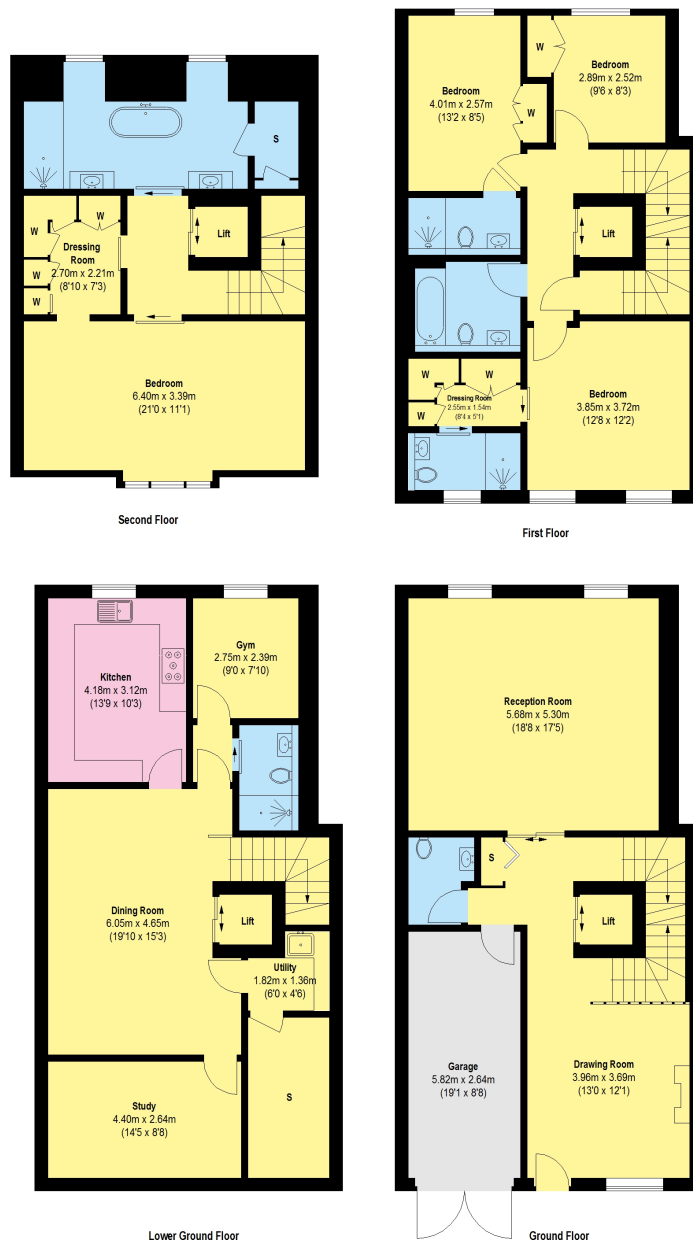 S
W
W
Lift
Dressing
Room
2.70m x 2.21m
(8'10 x 7'3)
W
W
Bedroom
6.40m x 3.39m
(21'0 x 11'1)
Second Floor
W
Bedroom
2.89m x 2.52m
(9'6 x 8'3)
Bedroom
4.01m x 2.57m
(13'2 x 8'5)
W
Lift
W
W
Dressing Room
2.55m x 1.54m
(8'4 x 5'1)
W
Bedroom
3.85m x 3.72m
(12'8 x 12'2)
First Floor
Gym
2.75m x 2.39m
(9'0 x 7'10)
Kitchen
4.18m x 3.12m
(13'9 x 10'3)
Dining Room
6.05m x 4.65m
(19'10 x 15'3)
Lift
Utility
1.82m x 1.36m
(6'0 x 4'6)
S
Study
4.40m x 2.64m
(14'5 x 8'8)
Lower Ground Floor
Reception Room
5.68m x 5.30m
(18'8 x 17'5)
S
Lift
Garage
5.82m x 2.64m
(19'1 x 8'8)
Drawing Room
3.96m x 3.69m
(13'0 x 12'1)
Ground Floor